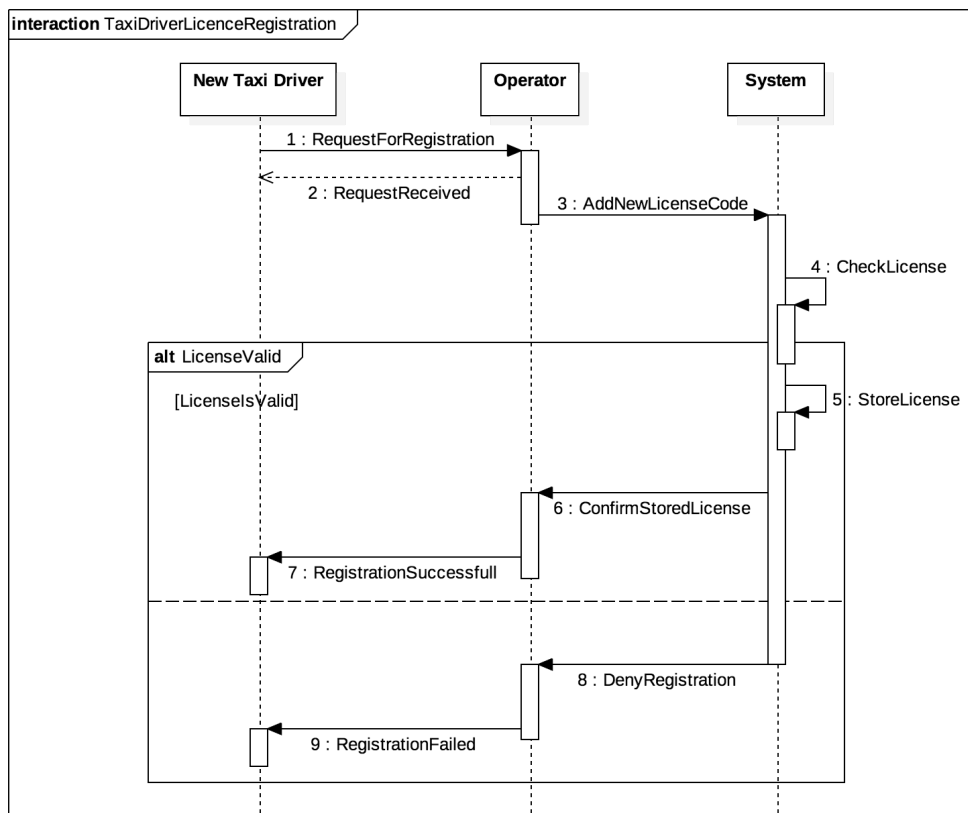 interaction TaxiDriverLicenceRegistration
New Taxi Driver
Operator
System
1 : RequestForRegistration
2 : RequestReceived
3 : AddNewLicenseCode
4 : CheckLicense
alt LicenseValid
[LicenseIsValid]
5 : StoreLicense
6 : ConfirmStoredLicense
7 : RegistrationSuccessfull
8 : DenyRegistration
9 : RegistrationFailed